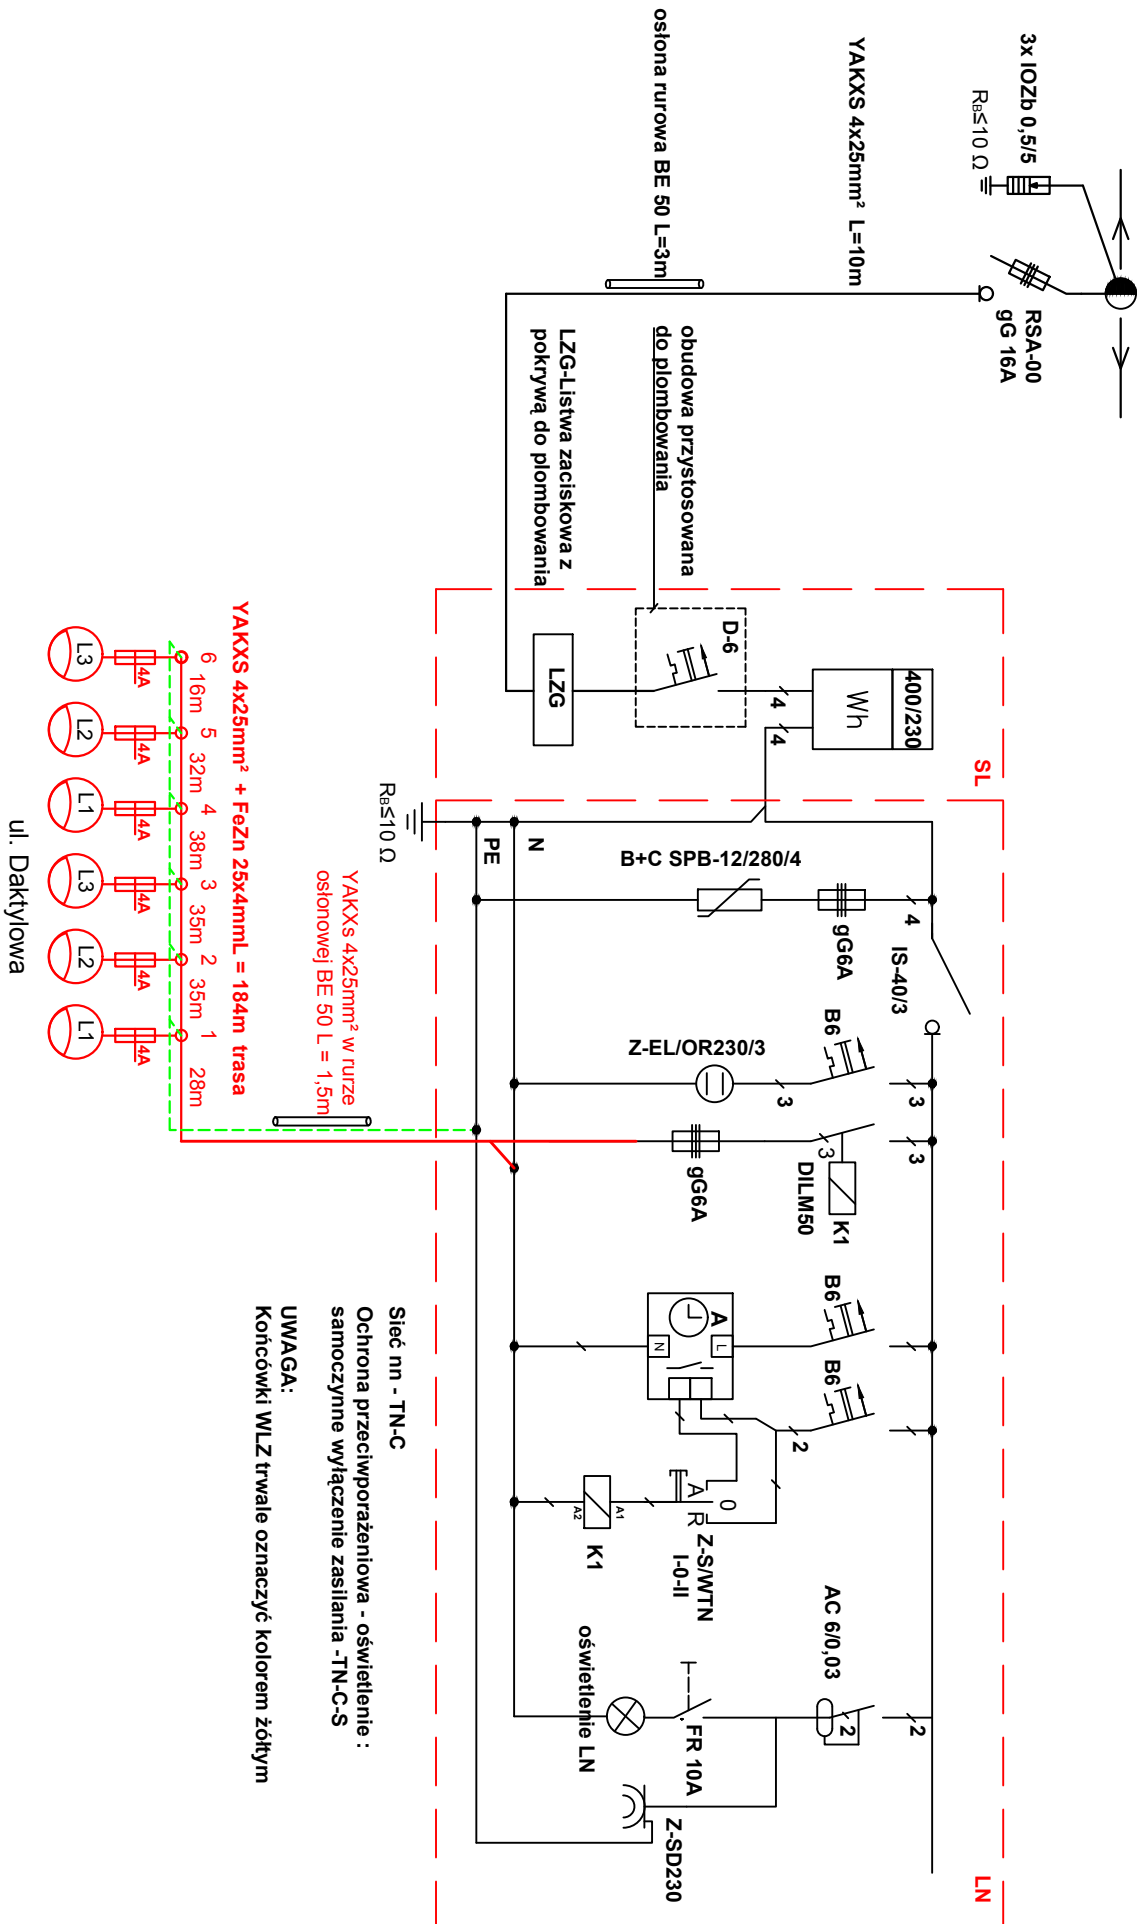 3x IOZb 0,5/5
RB≤10 Ω
RSA-00
gG 16A
YAKXS 4x25mm² L=10m
osłona rurowa BE 50 L=3m
obudowa przystosowana
do plombowania
LZG-Listwa zaciskowa z
pokrywą do plombowania
SL
400/230
Wh
4
4
D-6
LZG
LN
N
PE
RB≤10 Ω
B+C SPB-12/280/4
gG6A
4
IS-40/3
B6
3
3
Z-EL/OR230/3
3
3
DILM50
K1
gG6A
B6
A
L
N
B6
2
A
0
R
Z-S/WTN
I-0-II
A1
A2
K1
AC 6/0,03
2
2
FR 10A
oświetlenie LN
Z-SD230
YAKXS 4x25mm² + FeZn 25x4mmL = 184m trasa
YAKXs 4x25mm² w rurze
osłonowej BE 50 L = 1,5m
6
16m
5
32m
4
38m
3
35m
2
35m
1
28m
4A
4A
4A
4A
4A
4A
L3
L2
L1
L3
L2
L1
ul. Daktylowa
Sieć nn - TN-C
Ochrona przeciwporażeniowa - oświetlenie :
samoczynne wyłączenie zasilania -TN-C-S
UWAGA:
Końcówki WLZ trwale oznaczyć kolorem żółtym